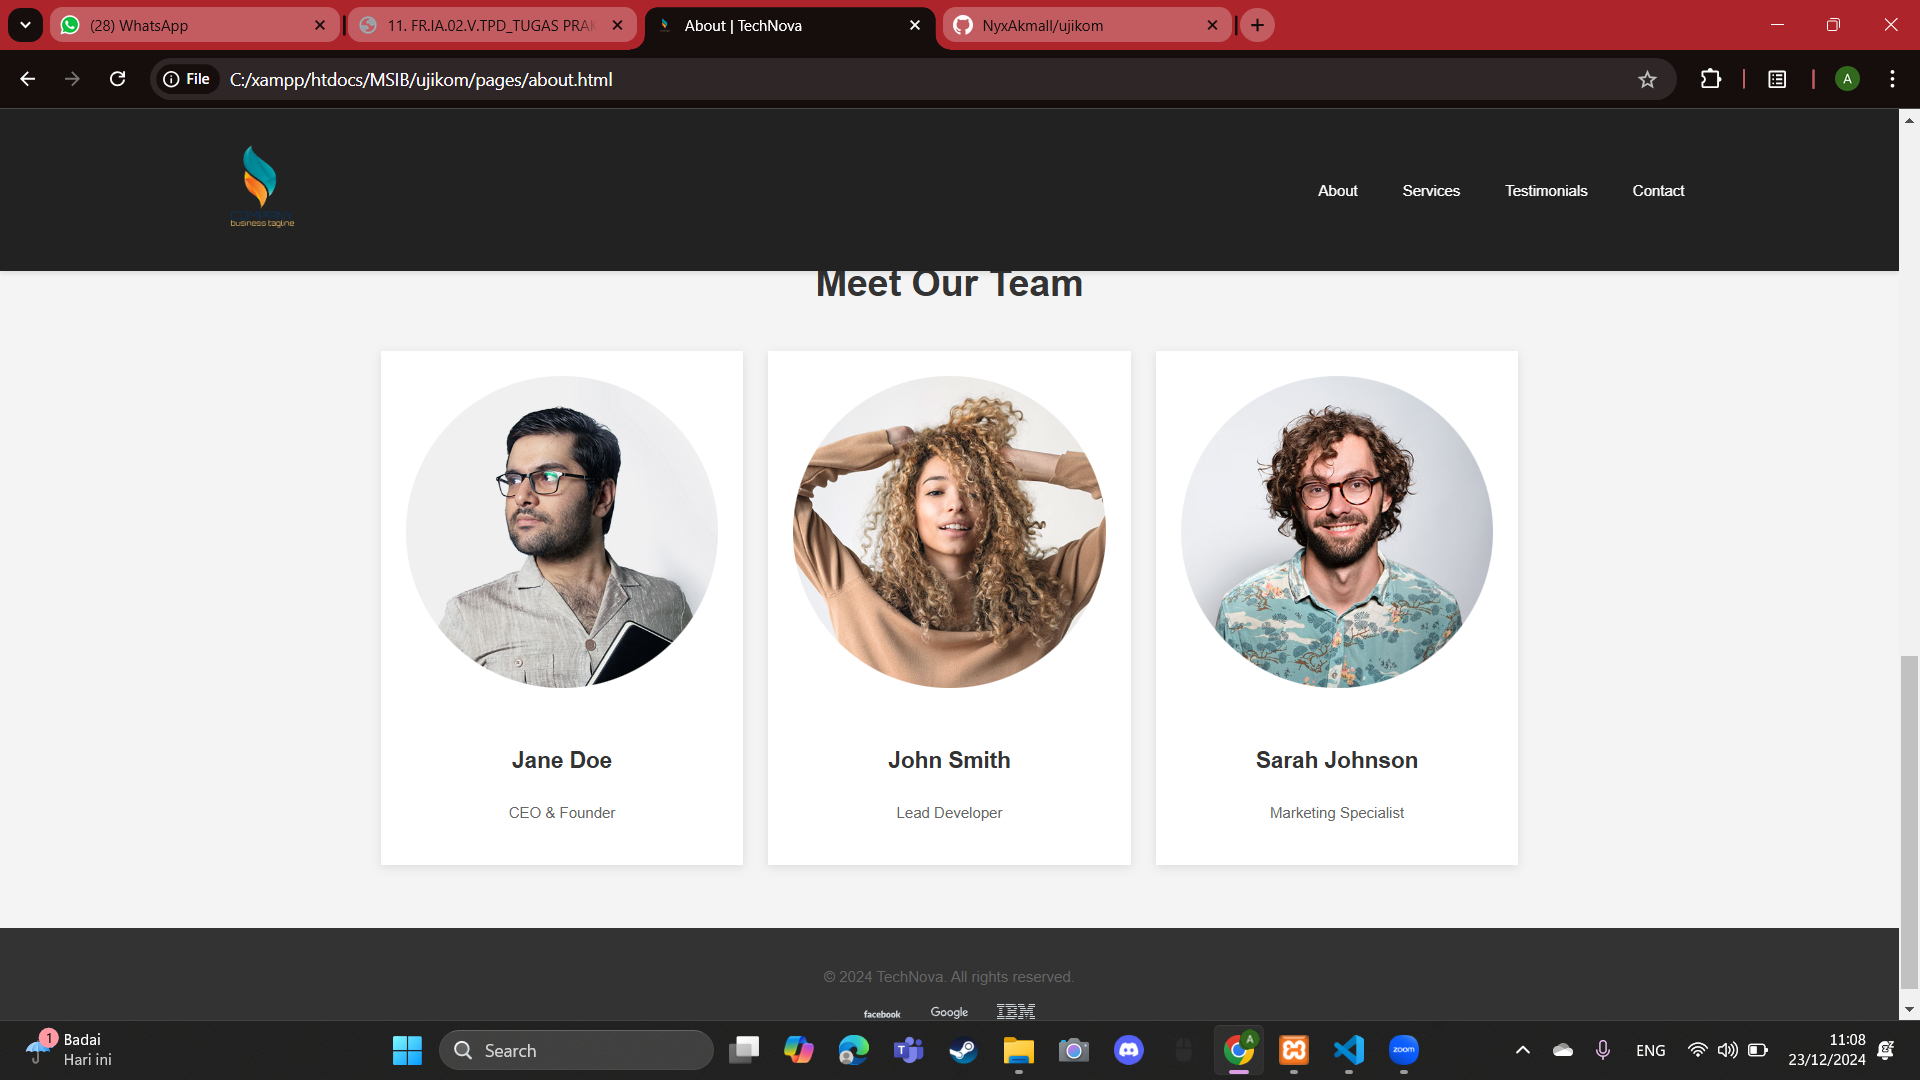 (28) WhatsApp
11. FR.IA.02.V.TPD_TUGAS PRAK
About | TechNova
NyxAkmall/ujikom
File
C:/xampp/htdocs/MSIB/ujikom/pages/about.html
A
business tagline
About
Services
Testimonials
Contact
Meet Our Team
Jane Doe
John Smith
Sarah Johnson
CEO & Founder
Lead Developer
Marketing Specialist
© 2024 TechNova. All rights reserved.
facebook
Google
IBM
1
Badai
Hari ini
Search
A
zoom
ENG
11:08
23/12/2024